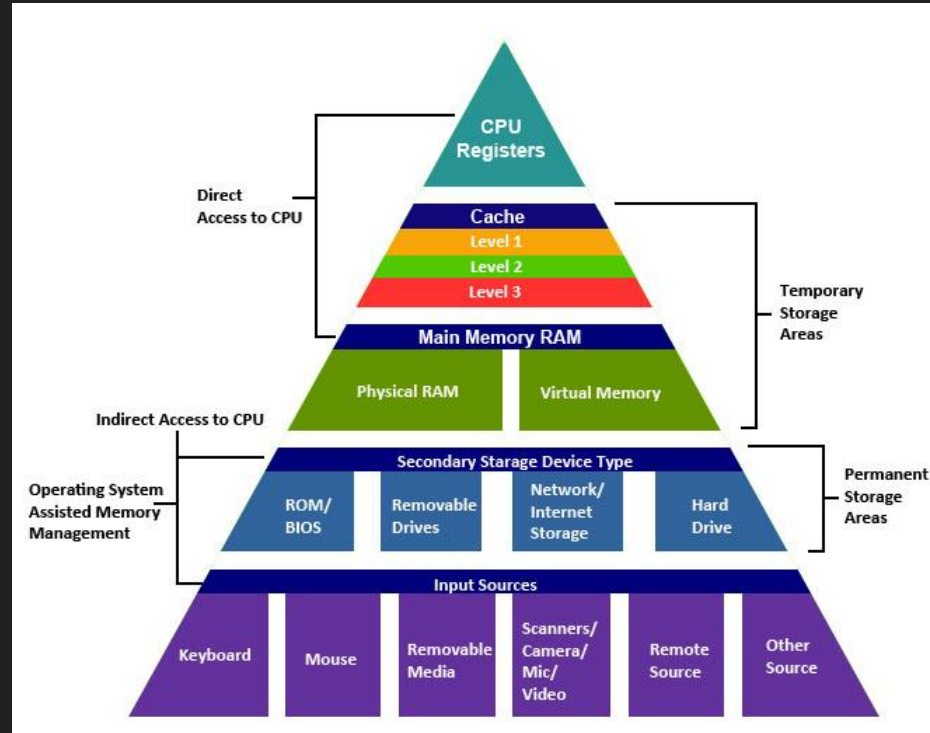 CPU
Registers
Direct
Access to CPU
Cache
Level 1
Level 2
Level 3
Temporary
Storage
Areas
Main Memory RAM
Physical RAM
Virtual Memory
Indirect Access to CPU
Operating System
Assisted Memory
Management
Secondary Starage Device Type
ROM/
BIOS
Removable
Drives
Network/
Internet
Storage
Hard
Drive
Permanent
Storage
Areas
Input Sources
Keyboard
Mouse
Removable
Media
Scanners/
Camera/
Mic/
Video
Remote
Source
Other
Source